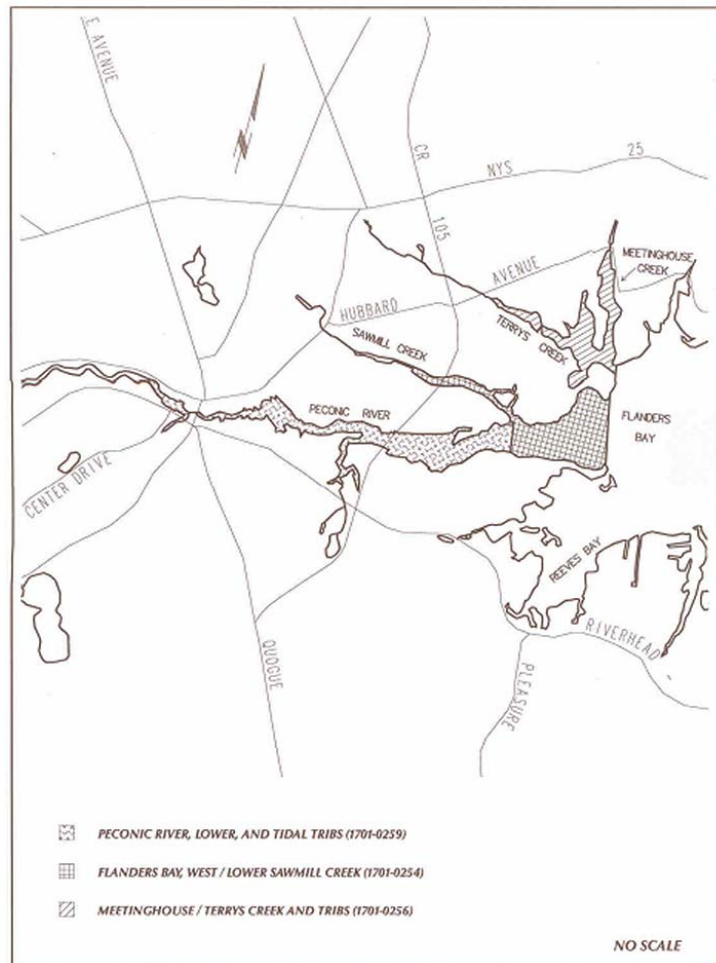 E AVENUE
CR
105
NYS
25
MEETINGHOUSE
CREEK
AVENUE
HUBBARD
TERRYS CREEK
SAWMILL CREEK
PECONIC RIVER
FLANDERS
BAY
CENTER DRIVE
REEVES BAY
RIVERHEAD
QUOGUE
PLEASURE
PECONIC RIVER, LOWER, AND TIDAL TRIBS (1701-0259)
FLANDERS BAY, WEST / LOWER SAWMILL CREEK (1701-0254)
MEETINGHOUSE / TERRYS CREEK AND TRIBS (1701-0256)
NO SCALE